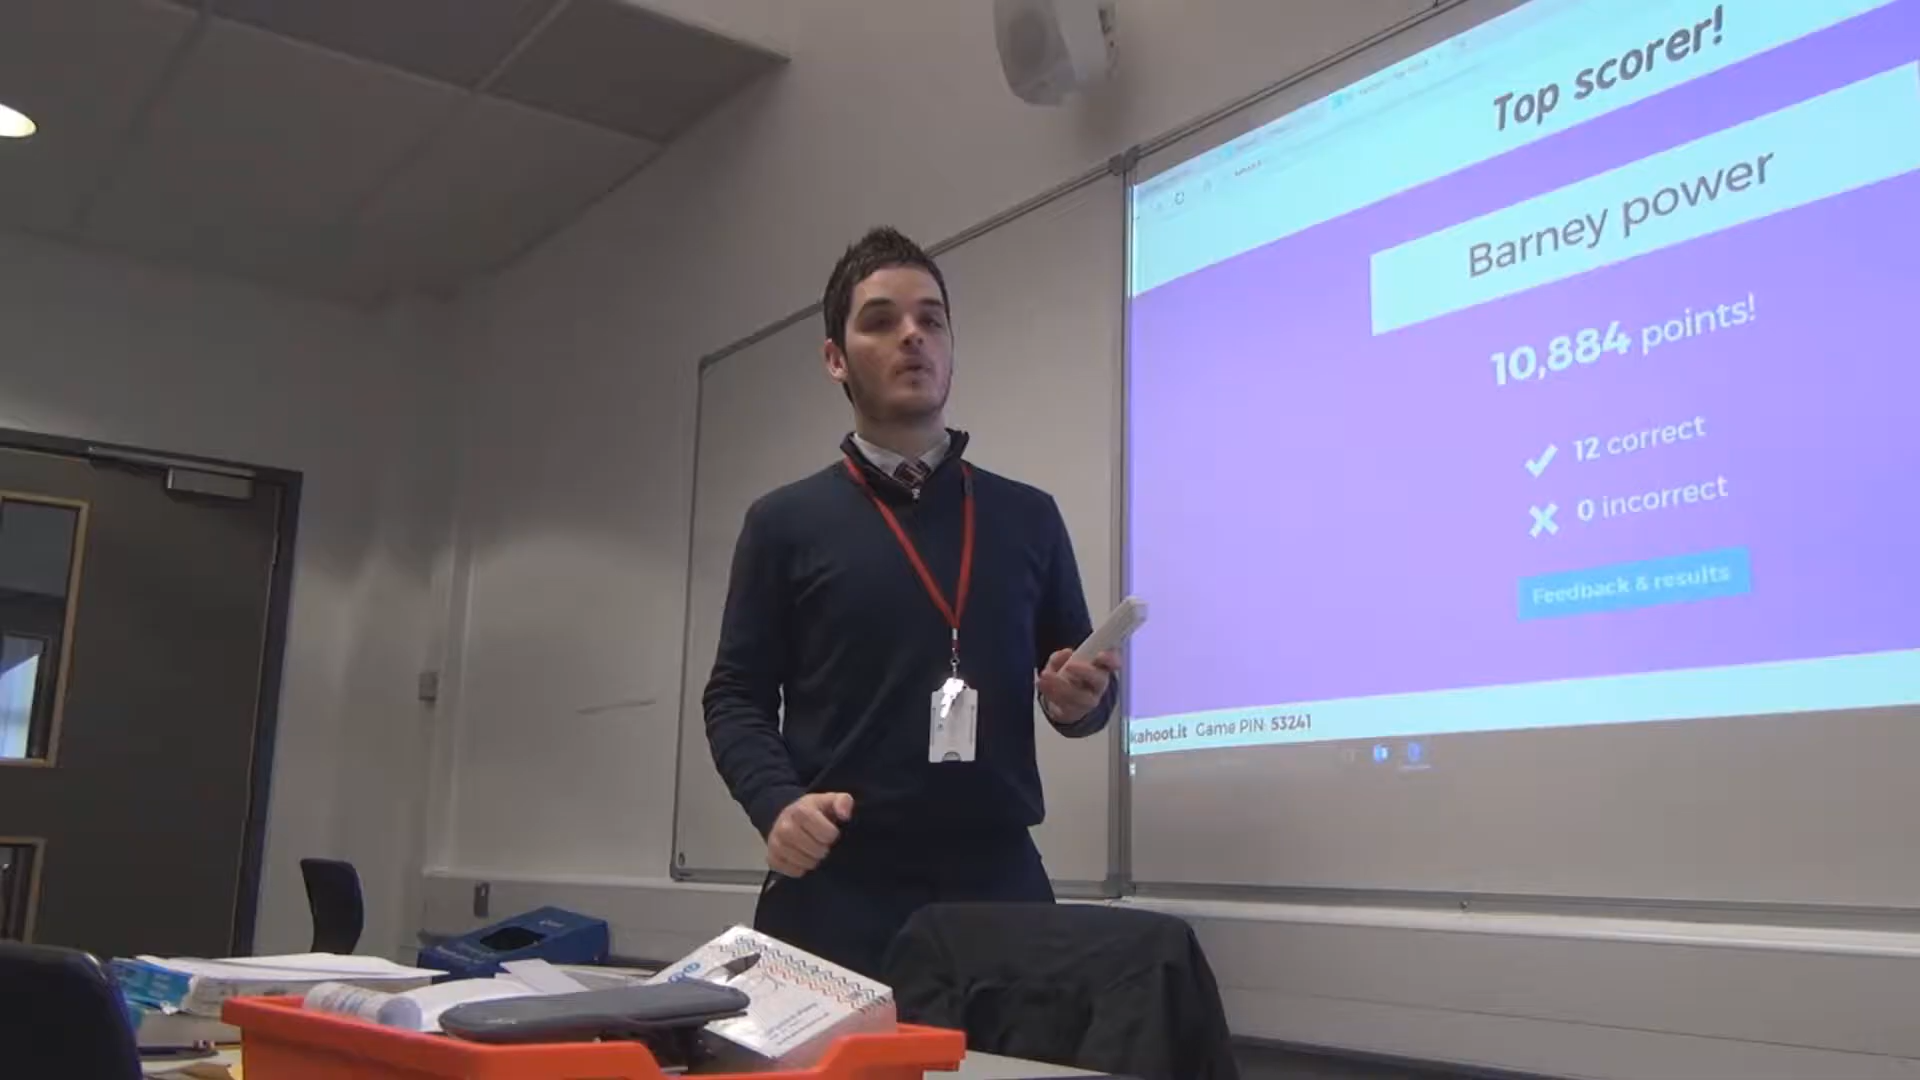 Top scorer!
Barney power
10,884 points!
12 correct
0 incorrect
Feedback & results
kahoot.it Game PIN: 53241